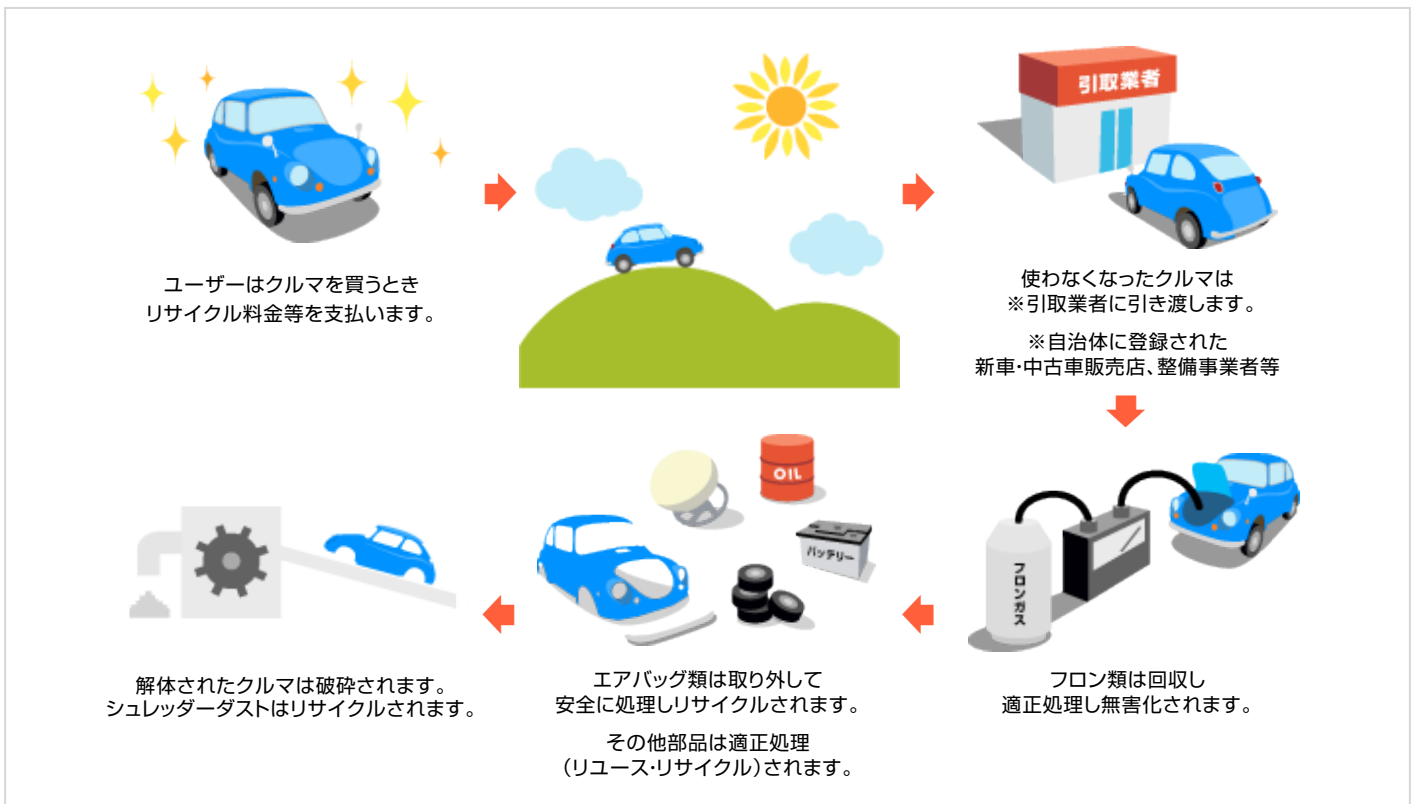 ユーザーはクルマを買うとき
リサイクル料金等を支払います。
引取業者
使わなくなったクルマは
※引取業者に引き渡します。
※自治体に登録された
新車・中古車販売店、整備事業者等
フロンガス
フロン類は回収し
適正処理し無害化されます。
OIL
バッテリー
エアバッグ類は取り外して
安全に処理しリサイクルされます。
その他部品は適正処理
（リユース・リサイクル）されます。
解体されたクルマは破砕されます。
シュレッダーダストはリサイクルされます。